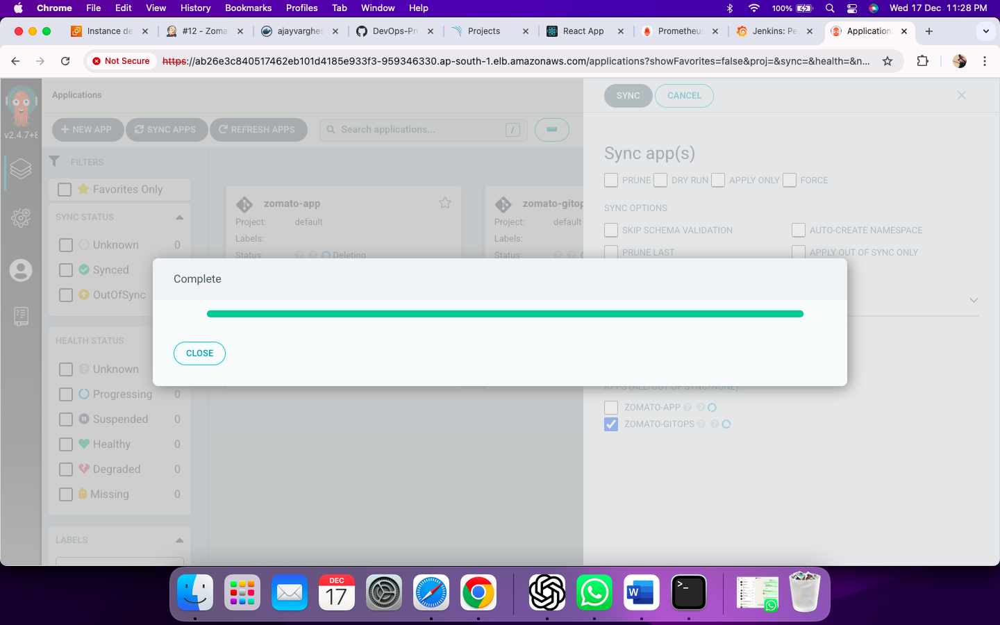 Chrome File Edit View History Bookmarks Profiles Tab Window Help 100% Wed 17 Dec 11:28 PM
Instance de #12 - Zoma ajayvarghes DevOps-Pro Projects React App Prometheus Jenkins: Pe Application
Not Secure https://ab26e3c840517462eb101d4185e933f3-959346330.ap-south-1.elb.amazonaws.com/applications?showFavorites=false&proj=&sync=&health=&n...
v2.4.7+8
Applications
NEW APP SYNC APPS REFRESH APPS Search applications... /
FILTERS
Favorites Only
SYNC STATUS
Unknown 0
Synced
OutOfSync
HEALTH STATUS
Unknown
Progressing 0
Suspended 0
Healthy 0
Degraded 0
Missing 0
LABELS
zomato-app
Project: default
Labels:
Status: Deleting
zomato-gitop
Project: default
Labels:
Status:
SYNC CANCEL
Sync app(s)
PRUNE DRY RUN APPLY ONLY FORCE
SYNC OPTIONS
SKIP SCHEMA VALIDATION AUTO-CREATE NAMESPACE
PRUNE LAST APPLY OUT OF SYNC ONLY
Complete
CLOSE
APPS (ALL/OUT OF SYNC/NONE):
ZOMATO-APP
ZOMATO-GITOPS
DEC
17